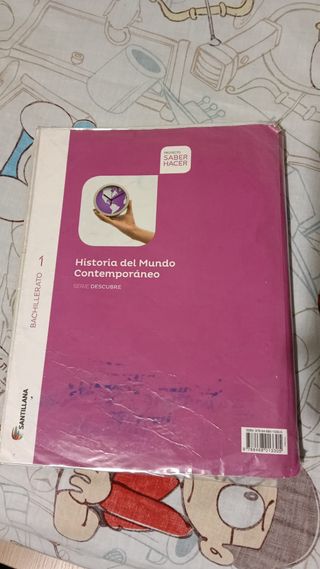 PROYECTO
SABER
HACER
Historia del Mundo
Contemporáneo
SERIE DESCUBRE
BACHILLERATO 1
SANTILLANA